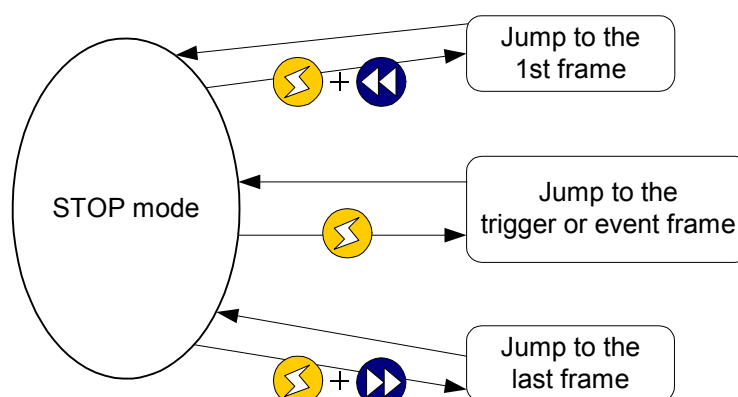 Jump to the
1st frame
+
STOP mode
Jump to the
trigger or event frame
Jump to the
last frame
+